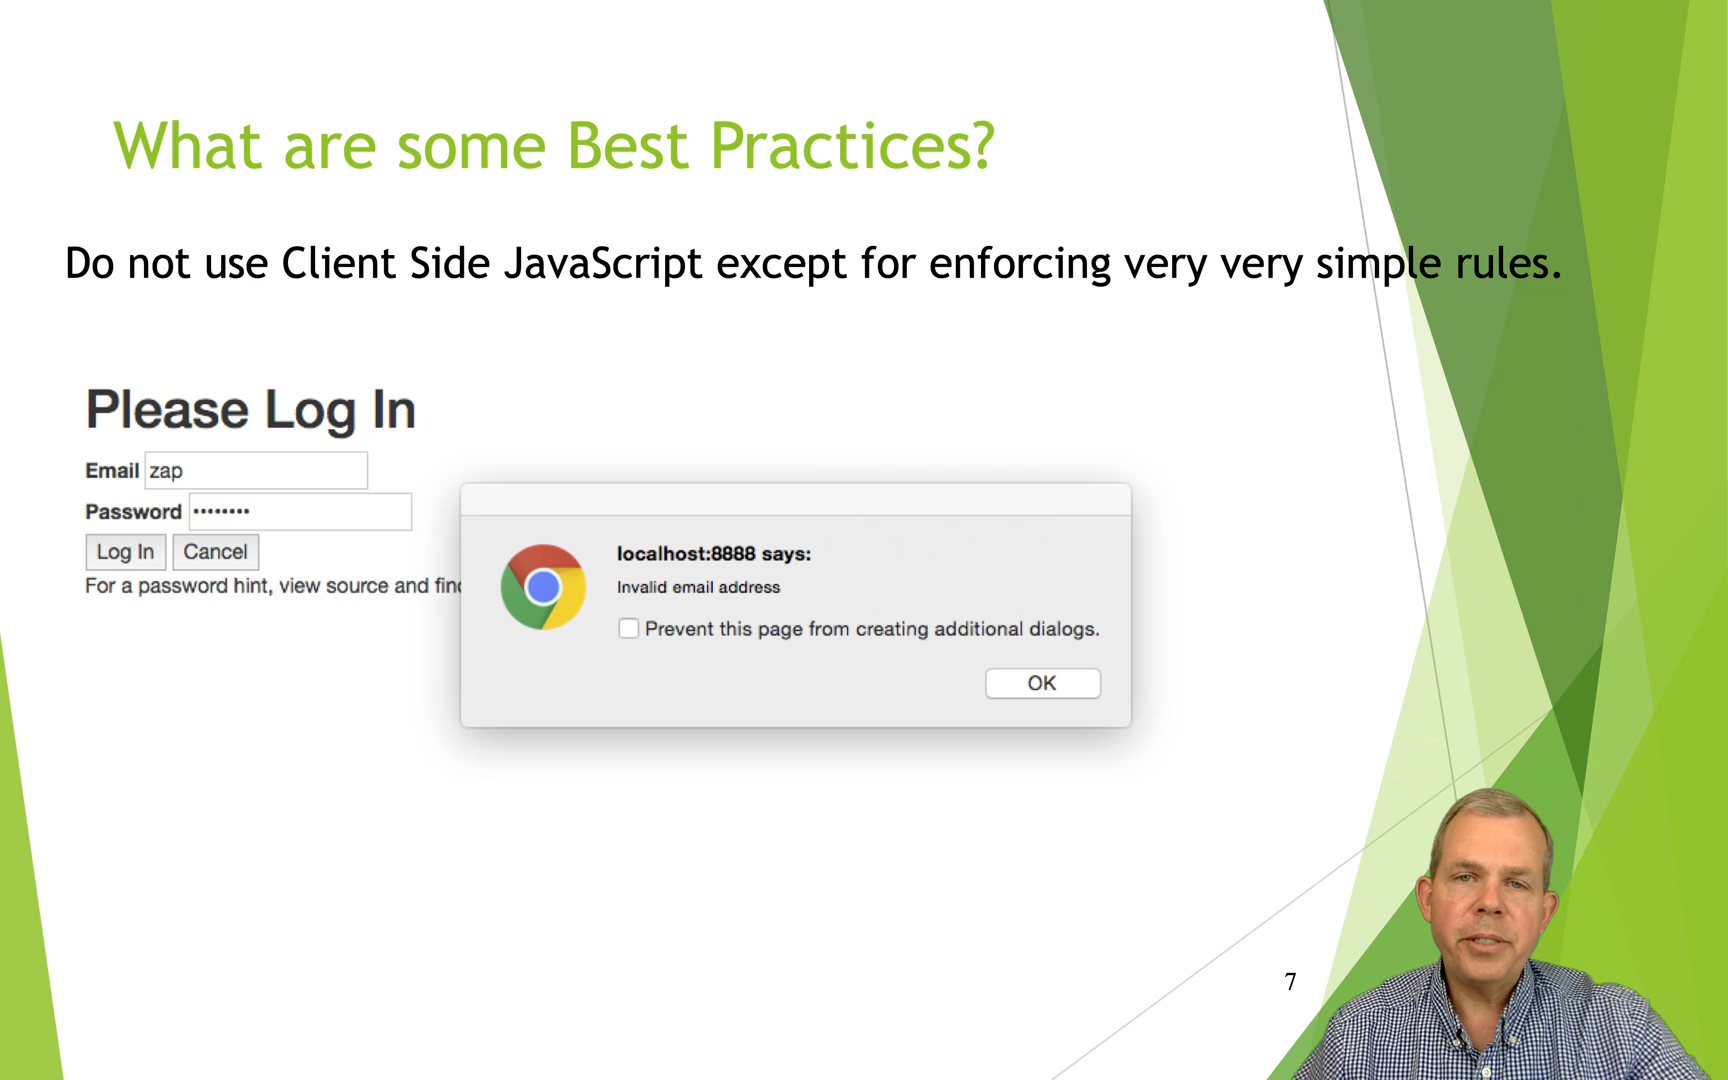 What are some Best Practices?
Do not use Client Side JavaScript except for enforcing very very simple rules.
Please Log In
Email zap
Password ••••••••
Log In Cancel
For a password hint, view source and find
localhost:8888 says:
Invalid email address
Prevent this page from creating additional dialogs.
OK
7